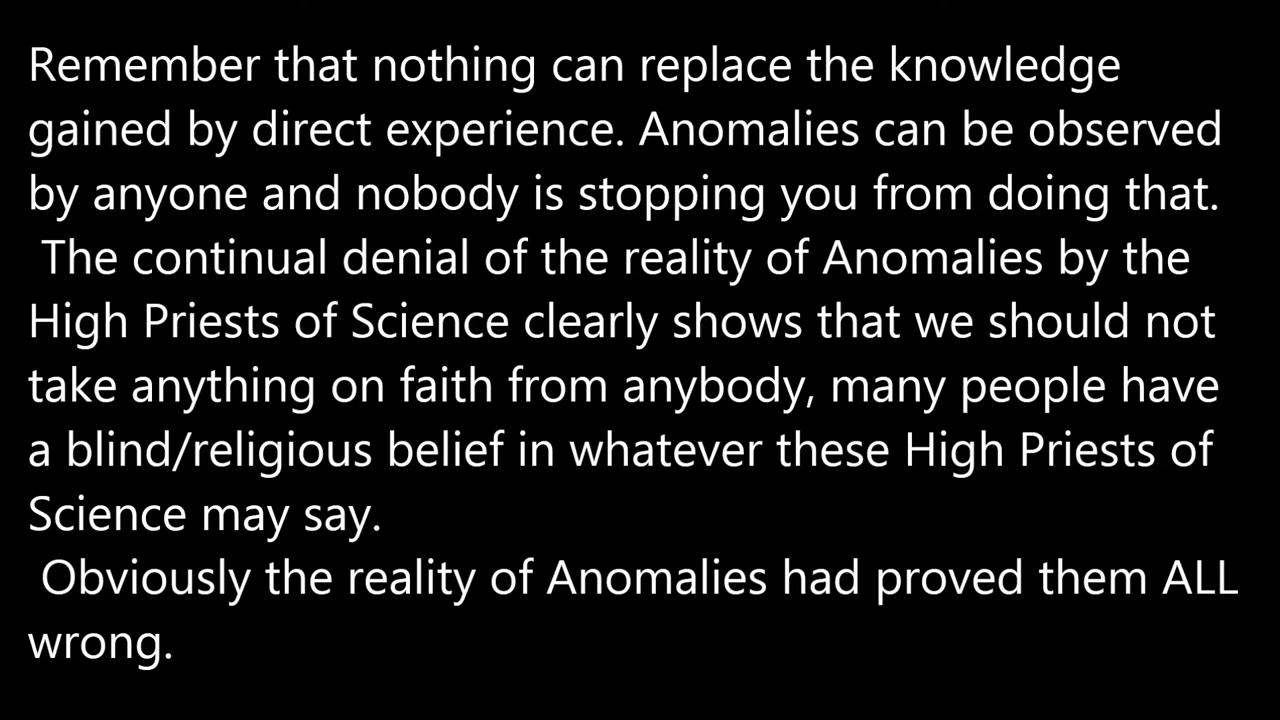 Remember that nothing can replace the knowledge
gained by direct experience. Anomalies can be observed
by anyone and nobody is stopping you from doing that.
The continual denial of the reality of Anomalies by the
High Priests of Science clearly shows that we should not
take anything on faith from anybody, many people have
a blind/religious belief in whatever these High Priests of
Science may say.
Obviously the reality of Anomalies had proved them ALL
wrong.